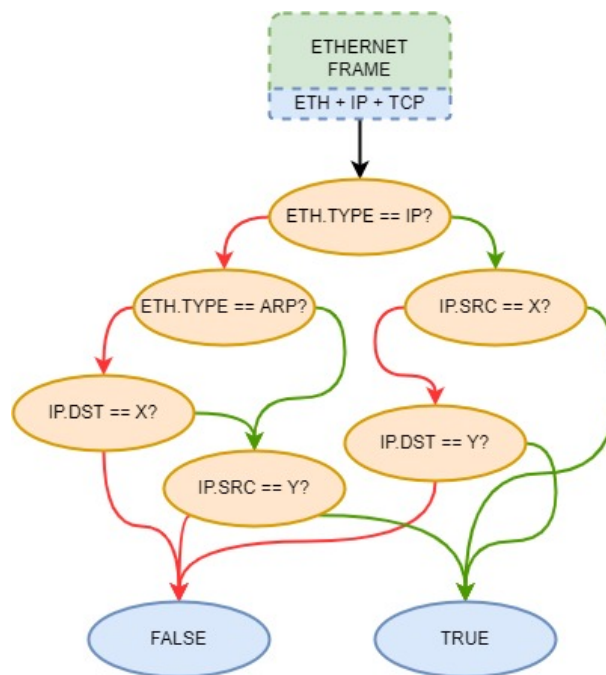 ETHERNET
FRAME
ETH + IP + TCP
ETH.TYPE == IP?
ETH.TYPE == ARP?
IP.SRC == X?
IP.DST == X?
IP.DST == Y?
IP.SRC == Y?
FALSE
TRUE